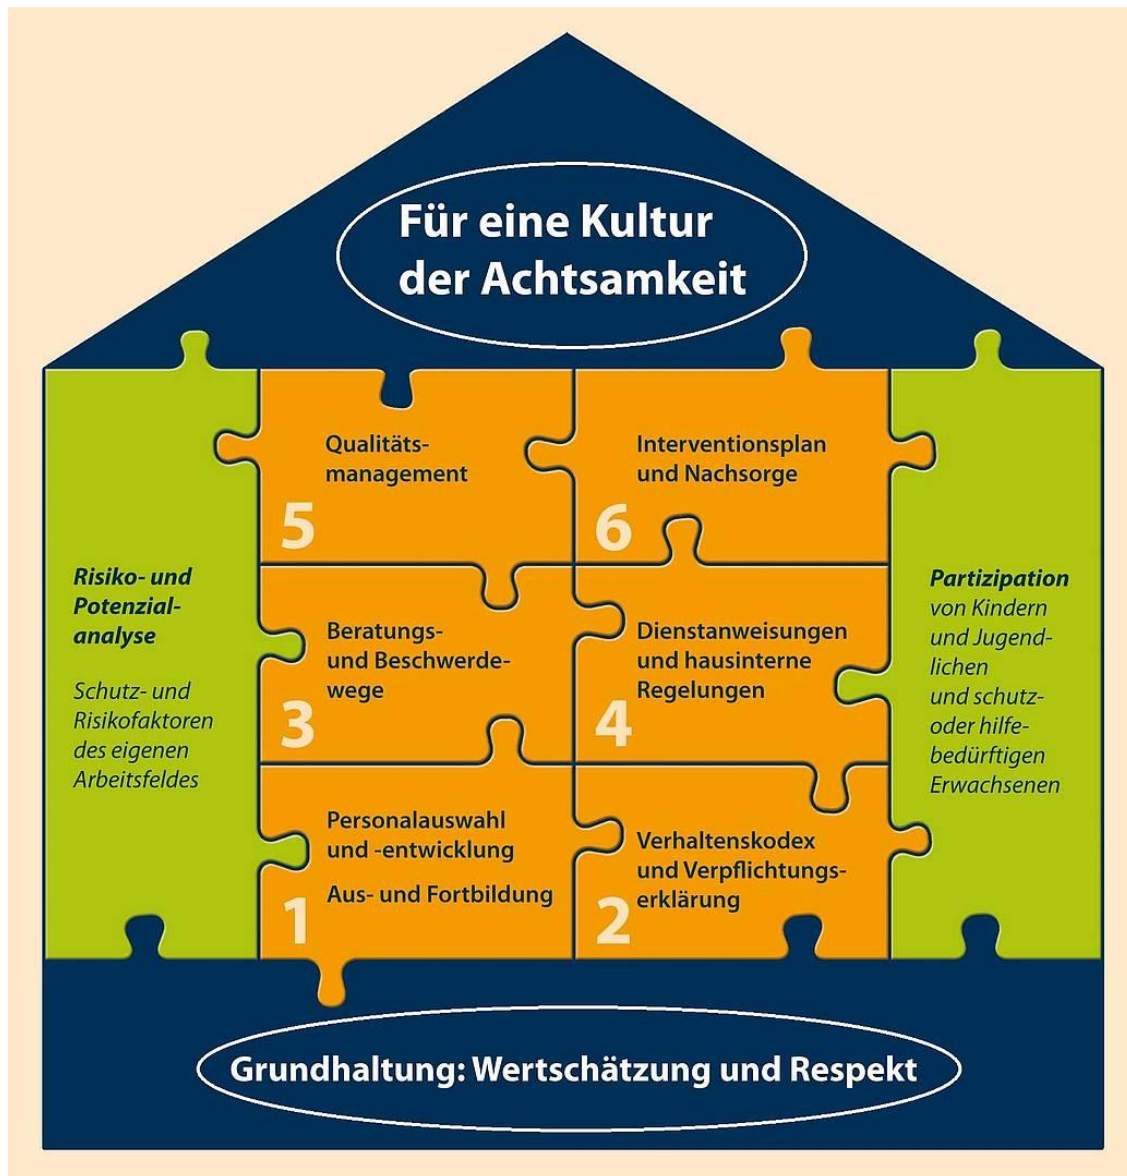 Für eine Kultur
der Achtsamkeit
Risiko- und
Potenzial-
analyse
Schutz- und
Risikofaktoren
des eigenen
Arbeitsfeldes
Qualitäts-
management
5
Interventionsplan
und Nachsorge
6
Beratungs-
und Beschwerde-
wege
3
Dienstanweisungen
und hausinterne
Regelungen
4
Personalauswahl
und -entwicklung
Aus- und Fortbildung
1
Verhaltenskodex
und Verpflichtungs-
erklärung
2
Partizipation
von Kindern
und Jugend-
lichen
und schutz-
oder hilfe-
bedürftigen
Erwachsenen
Grundhaltung: Wertschätzung und Respekt